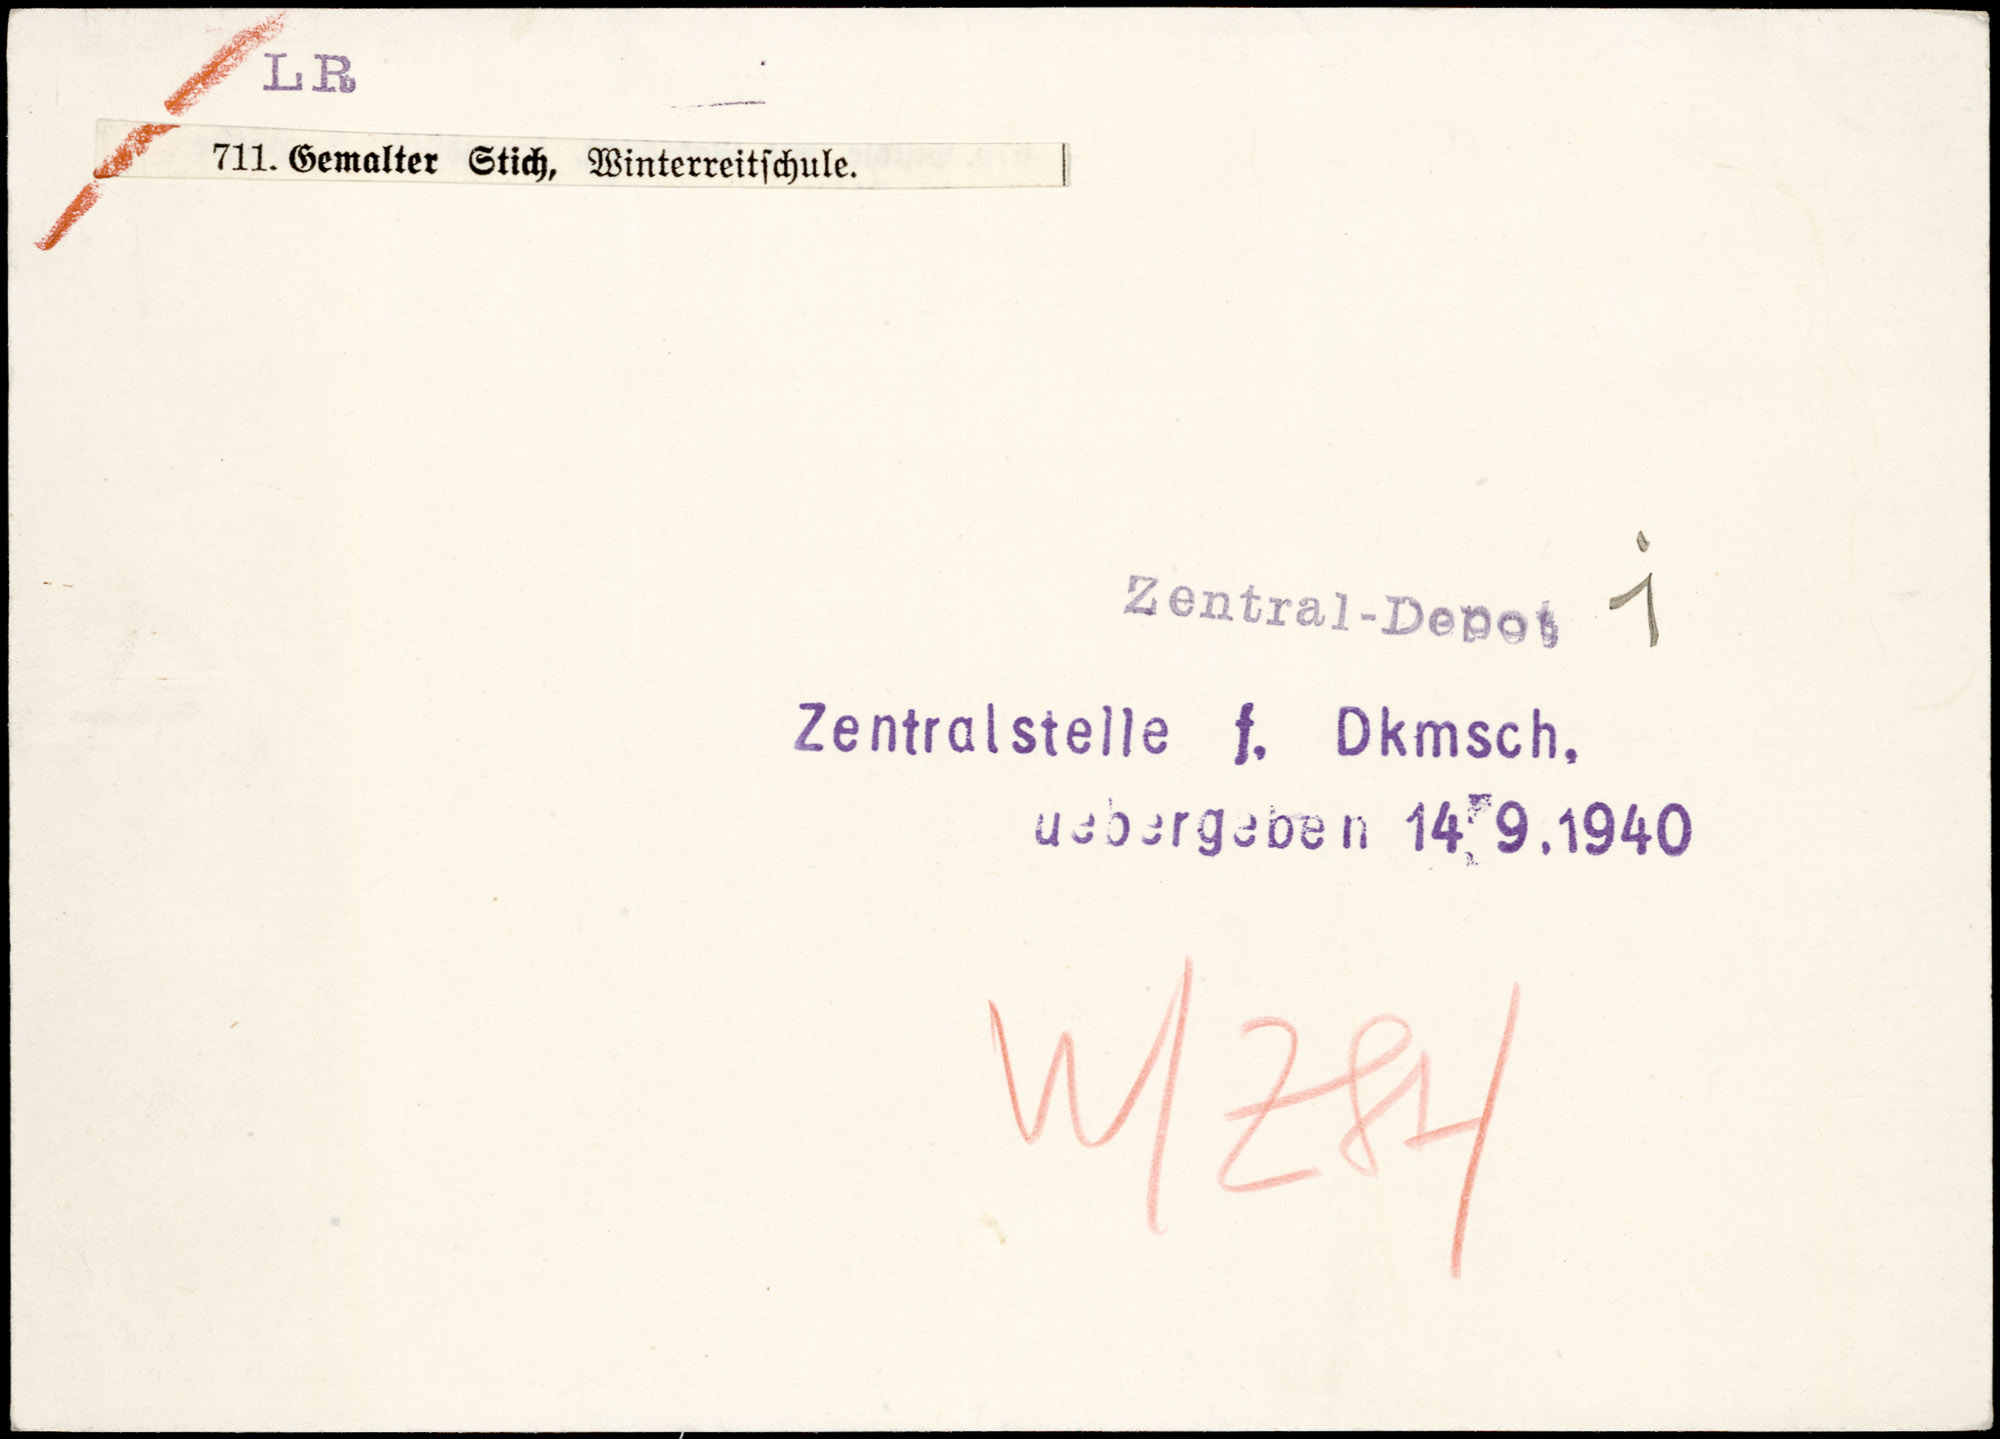 LR
711. Gemalter Stich, Winterreitſchule.
Zentral-Depot
Zentralstelle f. Dkmsch.
uebergeben 14.9.1940
W/Z84/